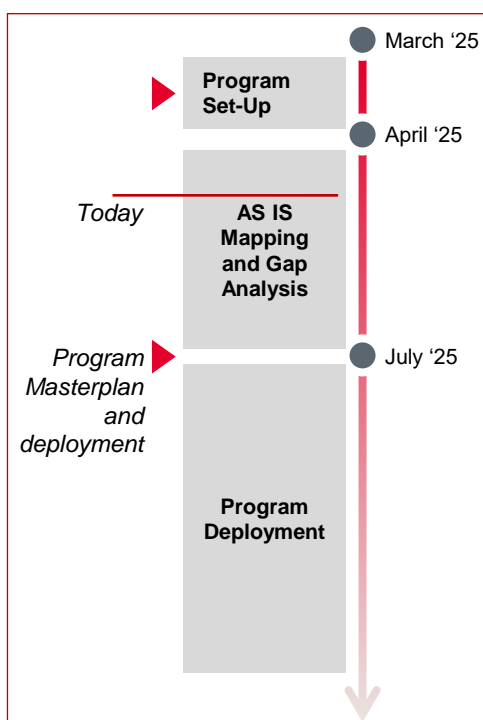 March ‘25
Program
Set-Up
April ‘25
Today
AS IS
Mapping
and Gap
Analysis
Program
Masterplan
and
deployment
July ‘25
Program
Deployment